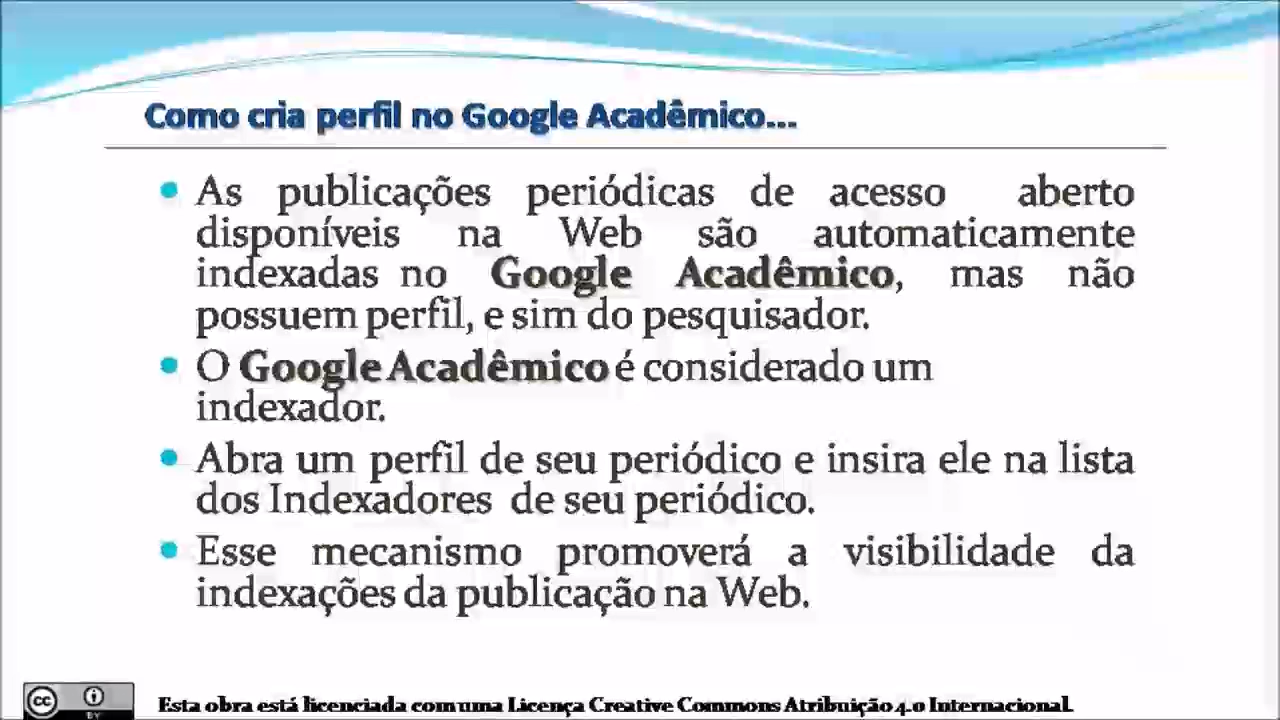 Como cria perfil no Google Acadêmico...
As publicações periódicas de acesso aberto
disponíveis na Web são automaticamente
indexadas no Google Acadêmico, mas não
possuem perfil, e sim do pesquisador.
O Google Acadêmico é considerado um
indexador.
Abra um perfil de seu periódico e insira ele na lista
dos Indexadores de seu periódico.
Esse mecanismo promoverá a visibilidade da
indexações da publicação na Web.
cc
BY
Esta obra está licenciada com uma Licença Creative Commons Atribuição 4.0 Internacional.